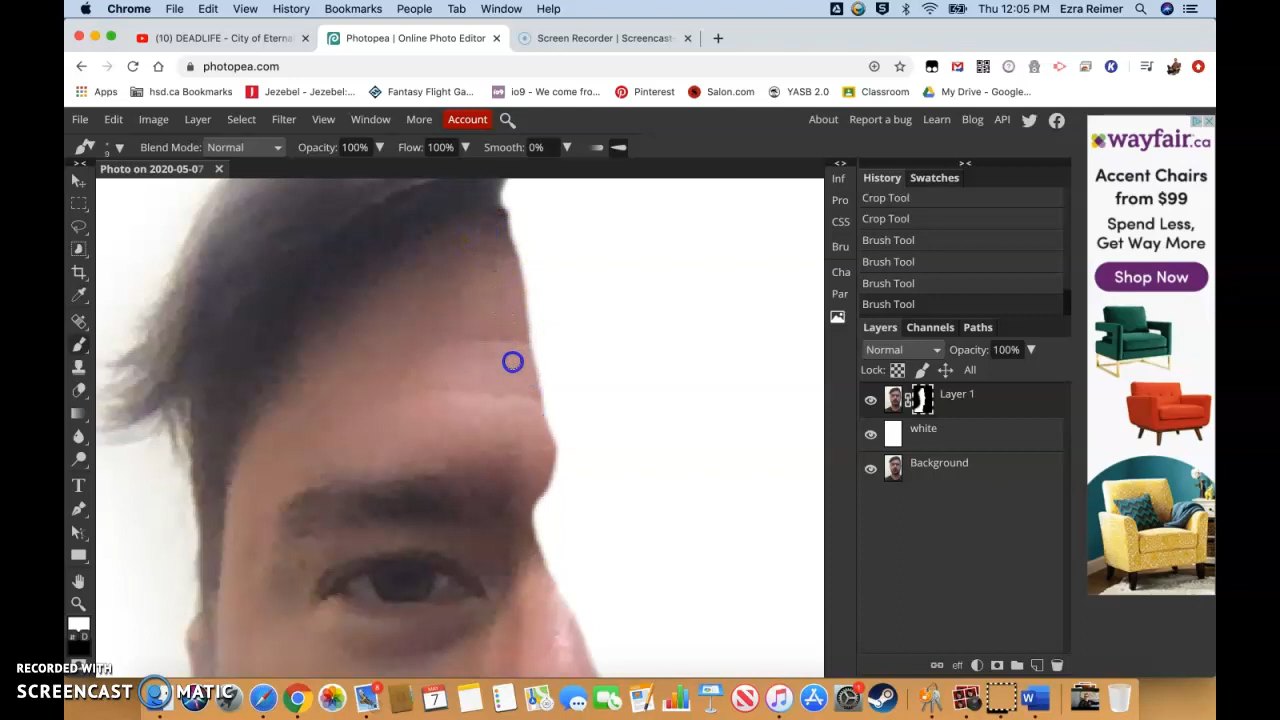 Chrome File Edit View History Bookmarks People Tab Window Help Thu 12:05 PM Ezra Reimer
(10) DEADLIFE - City of Eterna
Photopea | Online Photo Editor
Screen Recorder | Screencast-
photopea.com
Apps hsd.ca Bookmarks Jezebel - Jezebel:... Fantasy Flight Ga... io9 - We come fro... Pinterest Salon.com YASB 2.0 Classroom My Drive - Google...
File Edit Image Layer Select Filter View Window More Account About Report a bug Learn Blog API
9 Blend Mode: Normal Opacity: 100% Flow: 100% Smooth: 0%
Photo on 2020-05-07
Inf
Pro
CSS
Bru
Cha
Par
History Swatches
Crop Tool
Crop Tool
Brush Tool
Brush Tool
Brush Tool
Brush Tool
Layers Channels Paths
Normal Opacity: 100%
Lock: All
Layer 1
white
Background
eff
wayfair.ca
Accent Chairs
from $99
Spend Less,
Get Way More
Shop Now
RECORDED WITH
SCREENCAST MATIC